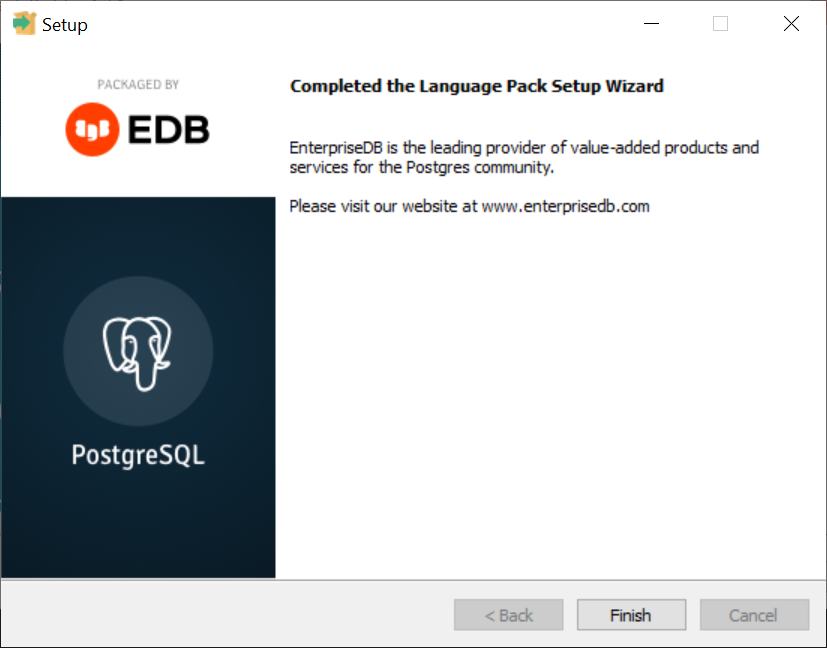 Setup
PACKAGED BY
EDB
PostgreSQL
Completed the Language Pack Setup Wizard
EnterpriseDB is the leading provider of value-added products and
services for the Postgres community.
Please visit our website at www.enterprisedb.com
< Back
Finish
Cancel